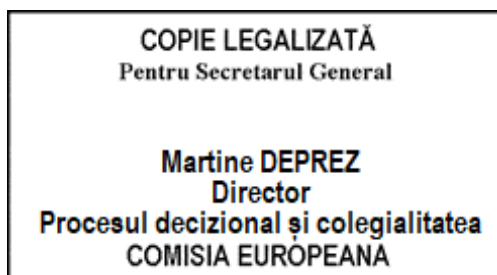 COPIE LEGALIZATĂ
Pentru Secretarul General
Martine DEPREZ
Director
Procesul decizional și colegialitatea
COMISIA EUROPEANA